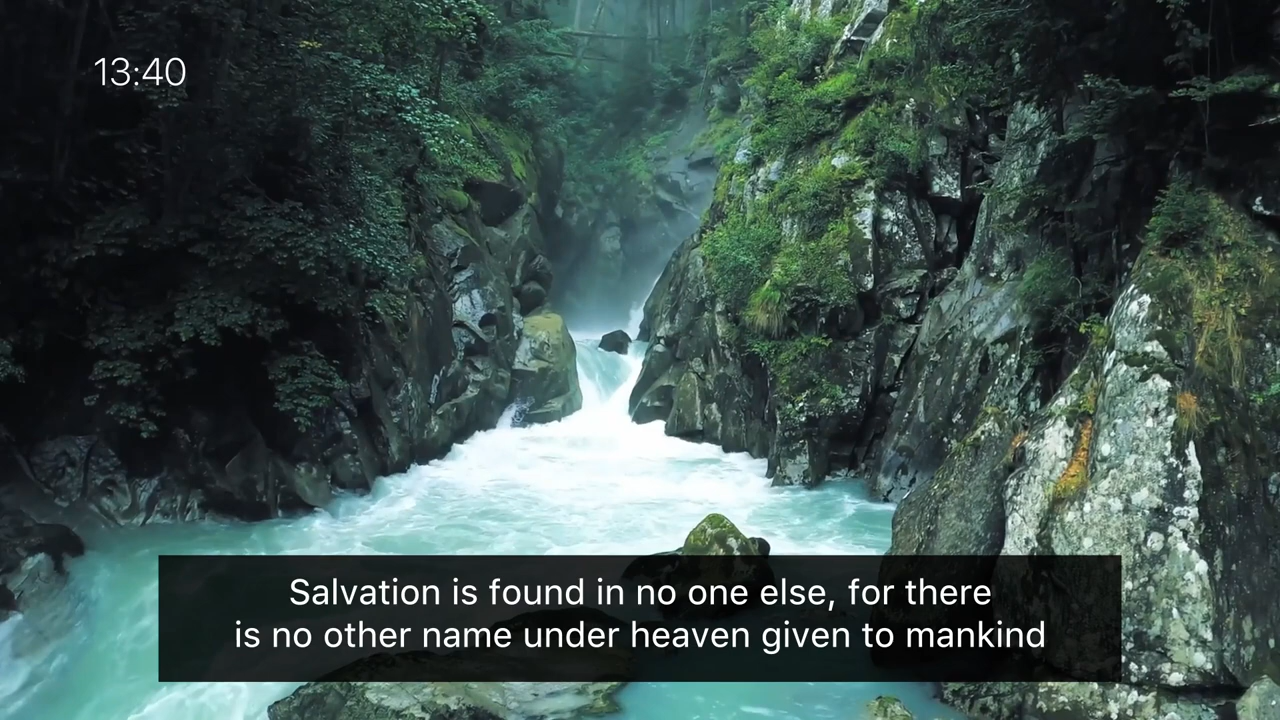 13:40
Salvation is found in no one else, for there
is no other name under heaven given to mankind